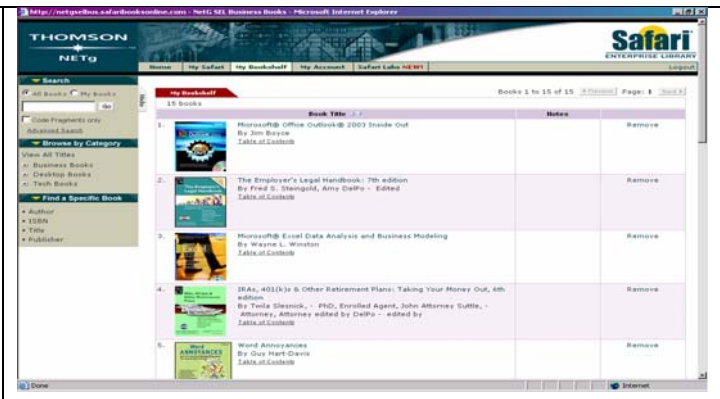 http://netgselbus.safaribooksonline.com - NetG SEL Business Books - Microsoft Internet Explorer
THOMSON
NETg
Safari
ENTERPRISE LIBRARY
Home My Safari My Bookshelf My Account Safari Labs NEW! Logout
Search
All Books My Books
Go
Code Fragments only
Advanced Search
Browse by Category
View All Titles
Business Books
Desktop Books
Tech Books
Find a Specific Book
Author
ISBN
Title
Publisher
Help
My Bookshelf
Books 1 to 15 of 15 Previous Page: 1 Next
15 books
Book Title Notes
1. Microsoft® Office Outlook® 2003 Inside Out Remove
By Jim Boyce
Table of Contents
2. The Employer's Legal Handbook: 7th edition Remove
By Fred S. Steingold, Amy DelPo - Edited
Table of Contents
3. Microsoft® Excel Data Analysis and Business Modeling Remove
By Wayne L. Winston
Table of Contents
4. IRAs, 401(k)s & Other Retirement Plans: Taking Your Money Out, 6th Remove
edition
By Twila Slesnick, - PhD, Enrolled Agent, John Attorney Suttle, -
Attorney, Attorney edited by DelPo - edited by
Table of Contents
5. Word Annoyances Remove
By Guy Hart-Davis
Table of Contents
Word
ANNOYANCES
Done Internet